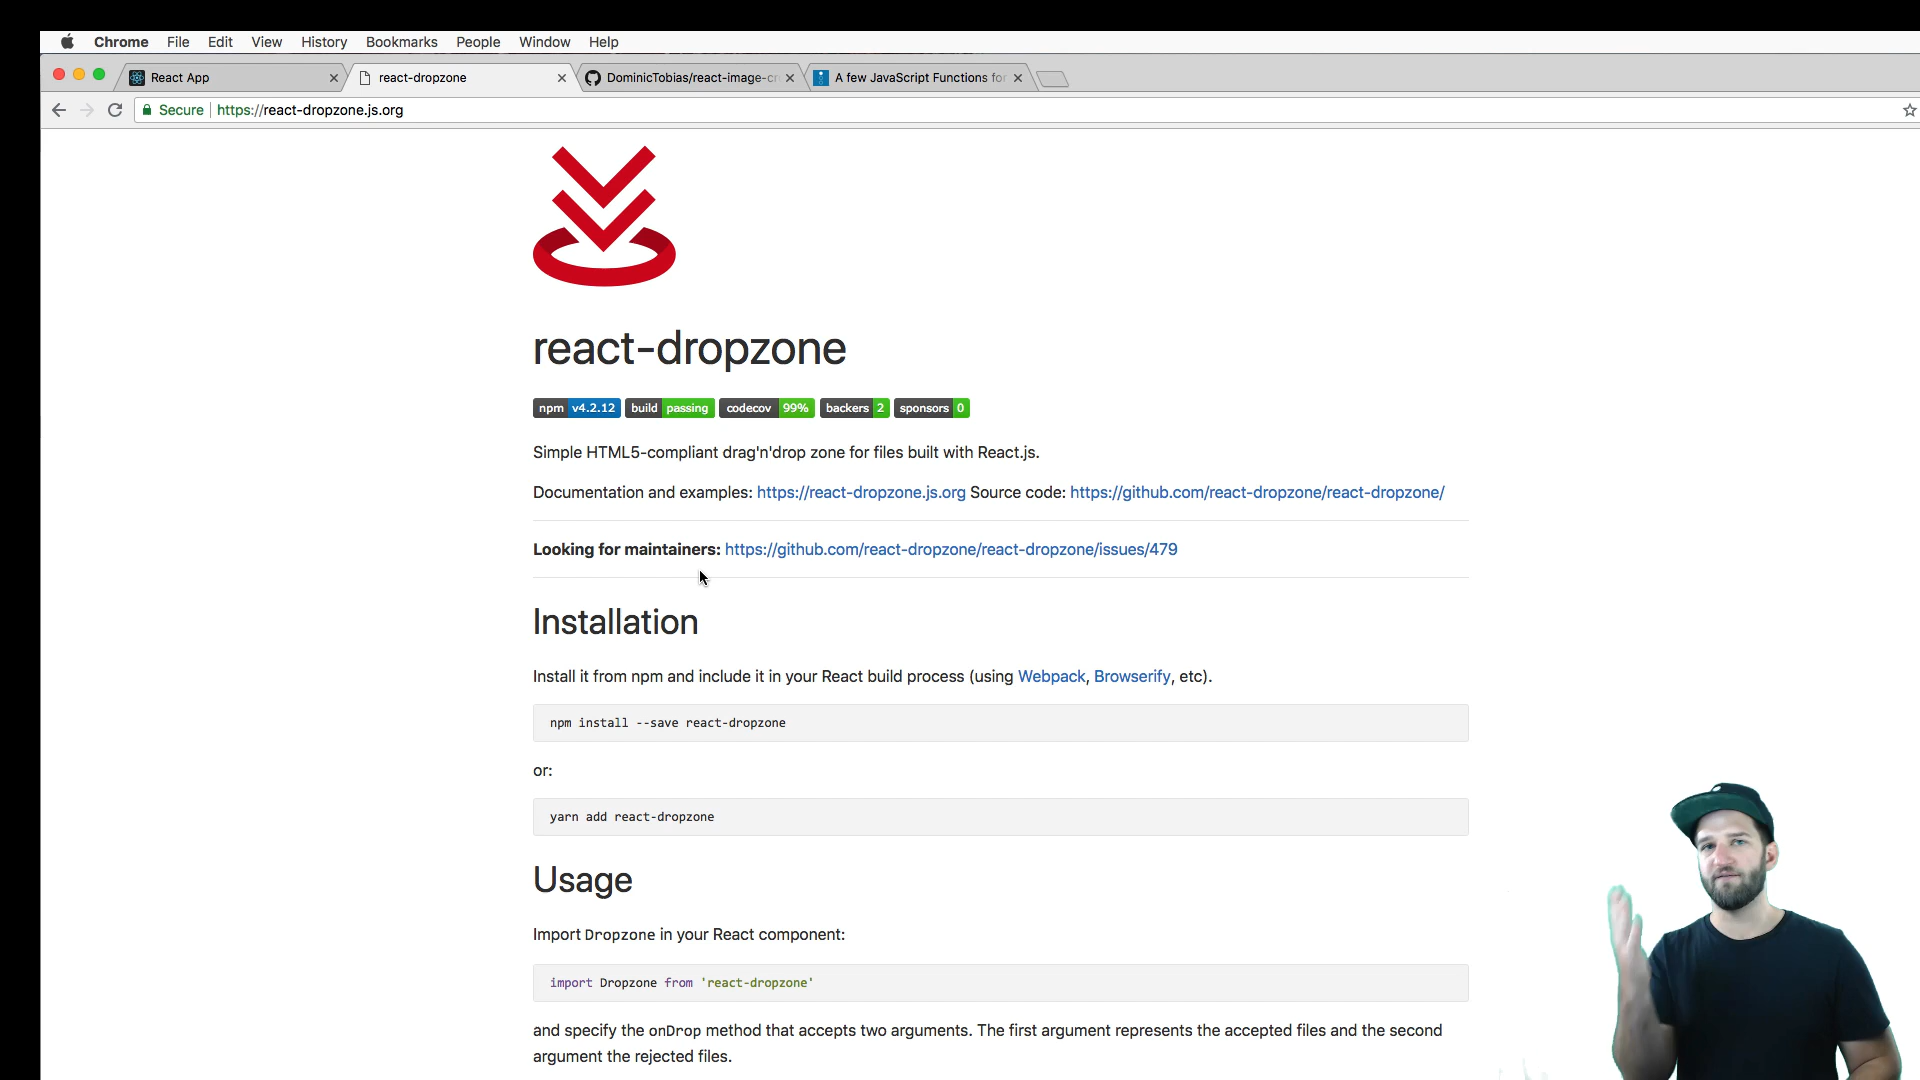 Chrome File Edit View History Bookmarks People Window Help
React App
react-dropzone
DominicTobias/react-image-cr
A few JavaScript Functions for
Secure | https://react-dropzone.js.org
react-dropzone
npm v4.2.12 build passing codecov 99% backers 2 sponsors 0
Simple HTML5-compliant drag'n'drop zone for files built with React.js.
Documentation and examples: https://react-dropzone.js.org Source code: https://github.com/react-dropzone/react-dropzone/
Looking for maintainers: https://github.com/react-dropzone/react-dropzone/issues/479
Installation
Install it from npm and include it in your React build process (using Webpack, Browserify, etc).
npm install --save react-dropzone
or:
yarn add react-dropzone
Usage
Import Dropzone in your React component:
import Dropzone from 'react-dropzone'
and specify the onDrop method that accepts two arguments. The first argument represents the accepted files and the second
argument the rejected files.